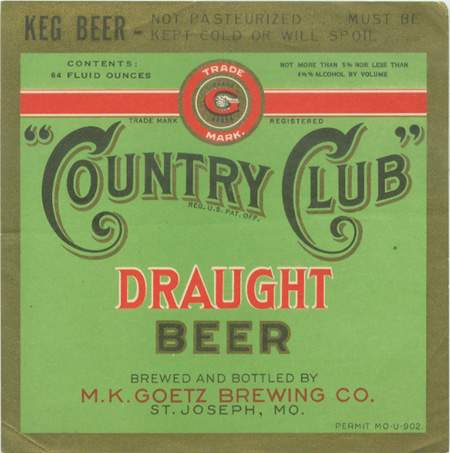 KEG BEER - NOT PASTEURIZED ... MUST BE
KEPT COLD OR WILL SPOIL
CONTENTS:
64 FLUID OUNCES
NOT MORE THAN 5% NOR LESS THAN
4½% ALCOHOL BY VOLUME
TRADE
G
MARK.
TRADE MARK
REGISTERED
"COUNTRY CLUB"
REG. U.S. PAT. OFF.
DRAUGHT
BEER
BREWED AND BOTTLED BY
M.K. GOETZ BREWING CO.
ST. JOSEPH, MO.
PERMIT MO-U-902